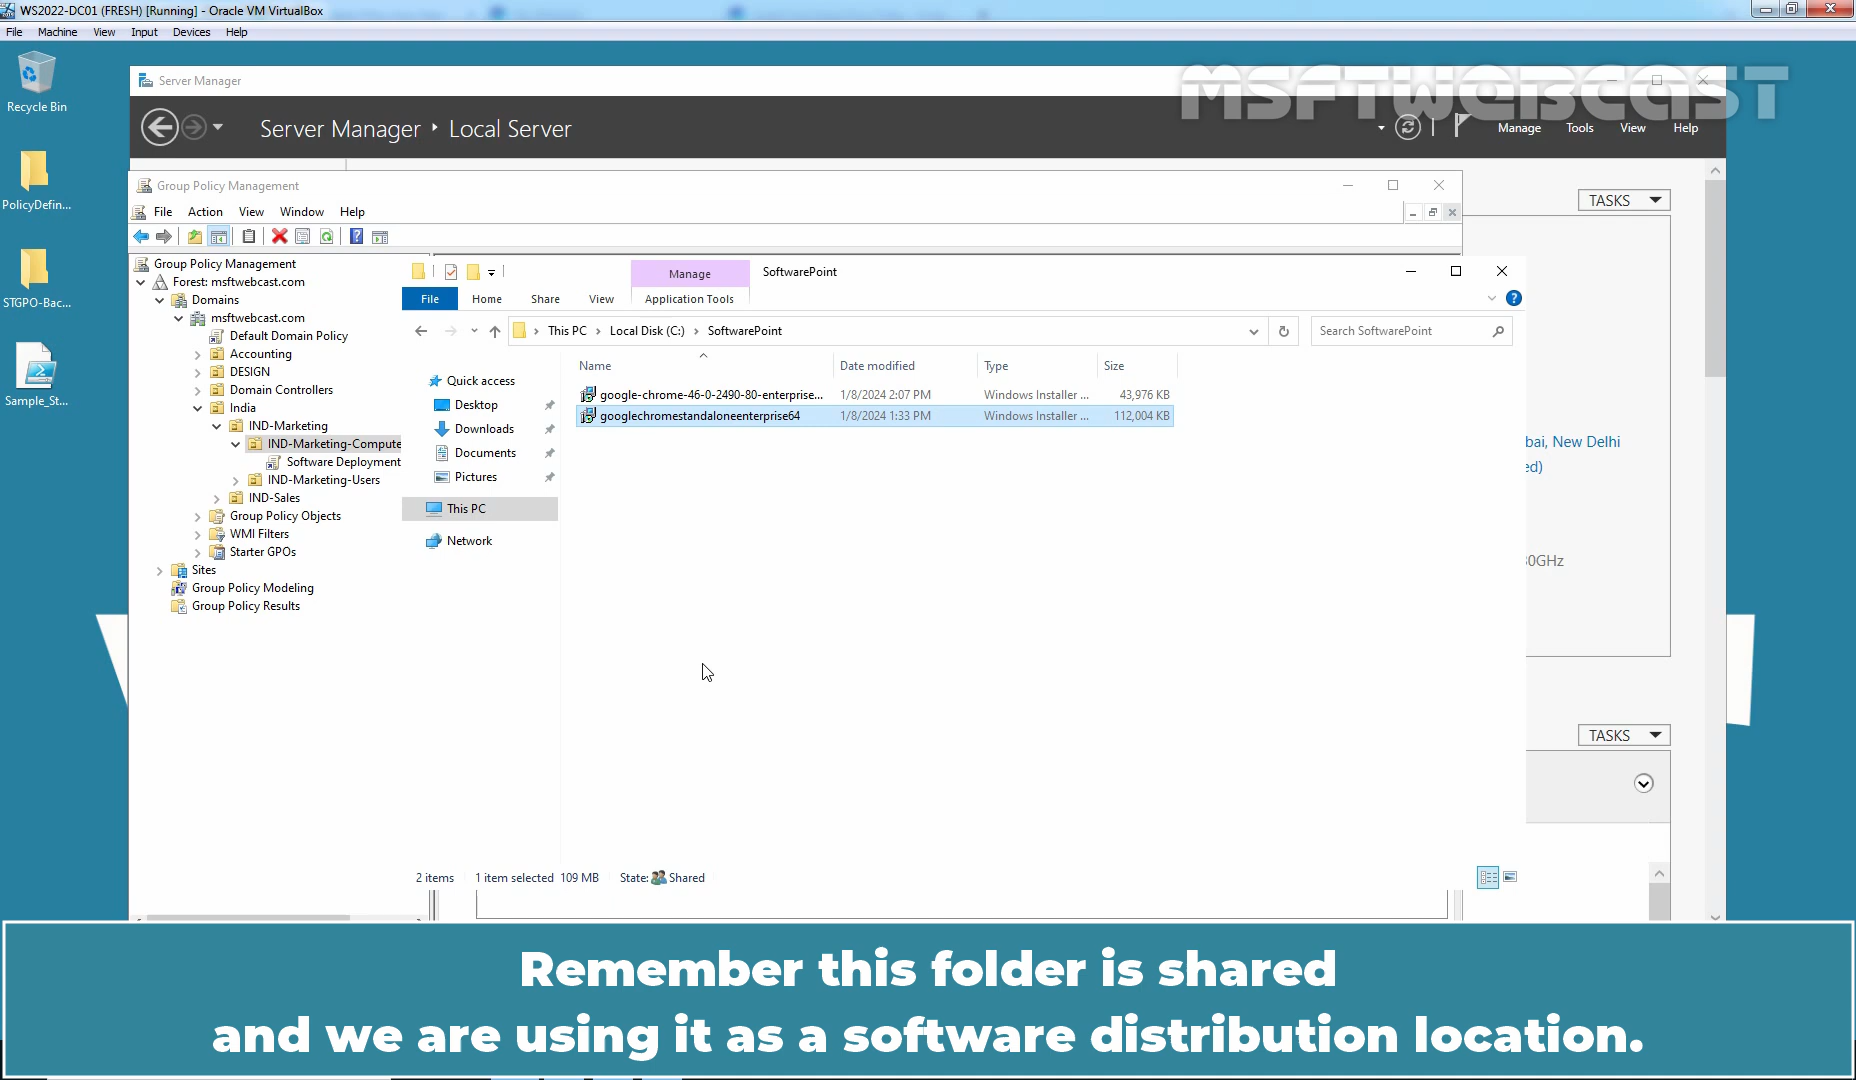 WS2022-DC01 (FRESH) [Running] - Oracle VM VirtualBox
File Machine View Input Devices Help
Recycle Bin
PolicyDefin...
STGPO-Bac...
Sample_St...
Server Manager
MSFTWEBCAST
Server Manager Local Server
Manage Tools View Help
TASKS
Group Policy Management
File Action View Window Help
Group Policy Management
Forest: msftwebcast.com
Domains
msftwebcast.com
Default Domain Policy
Accounting
DESIGN
Domain Controllers
India
IND-Marketing
IND-Marketing-Compute
Software Deployment
IND-Marketing-Users
IND-Sales
Group Policy Objects
WMI Filters
Starter GPOs
Sites
Group Policy Modeling
Group Policy Results
Manage SoftwarePoint
File Home Share View Application Tools
This PC Local Disk (C:) SoftwarePoint
Search SoftwarePoint
Quick access
Desktop
Downloads
Documents
Pictures
This PC
Network
Name Date modified Type Size
google-chrome-46-0-2490-80-enterprise... 1/8/2024 2:07 PM Windows Installer ... 43,976 KB
googlechromestandaloneenterprise64 1/8/2024 1:33 PM Windows Installer ... 112,004 KB
2 items 1 item selected 109 MB State: Shared
bai, New Delhi
ed)
0GHz
TASKS
Remember this folder is shared
and we are using it as a software distribution location.